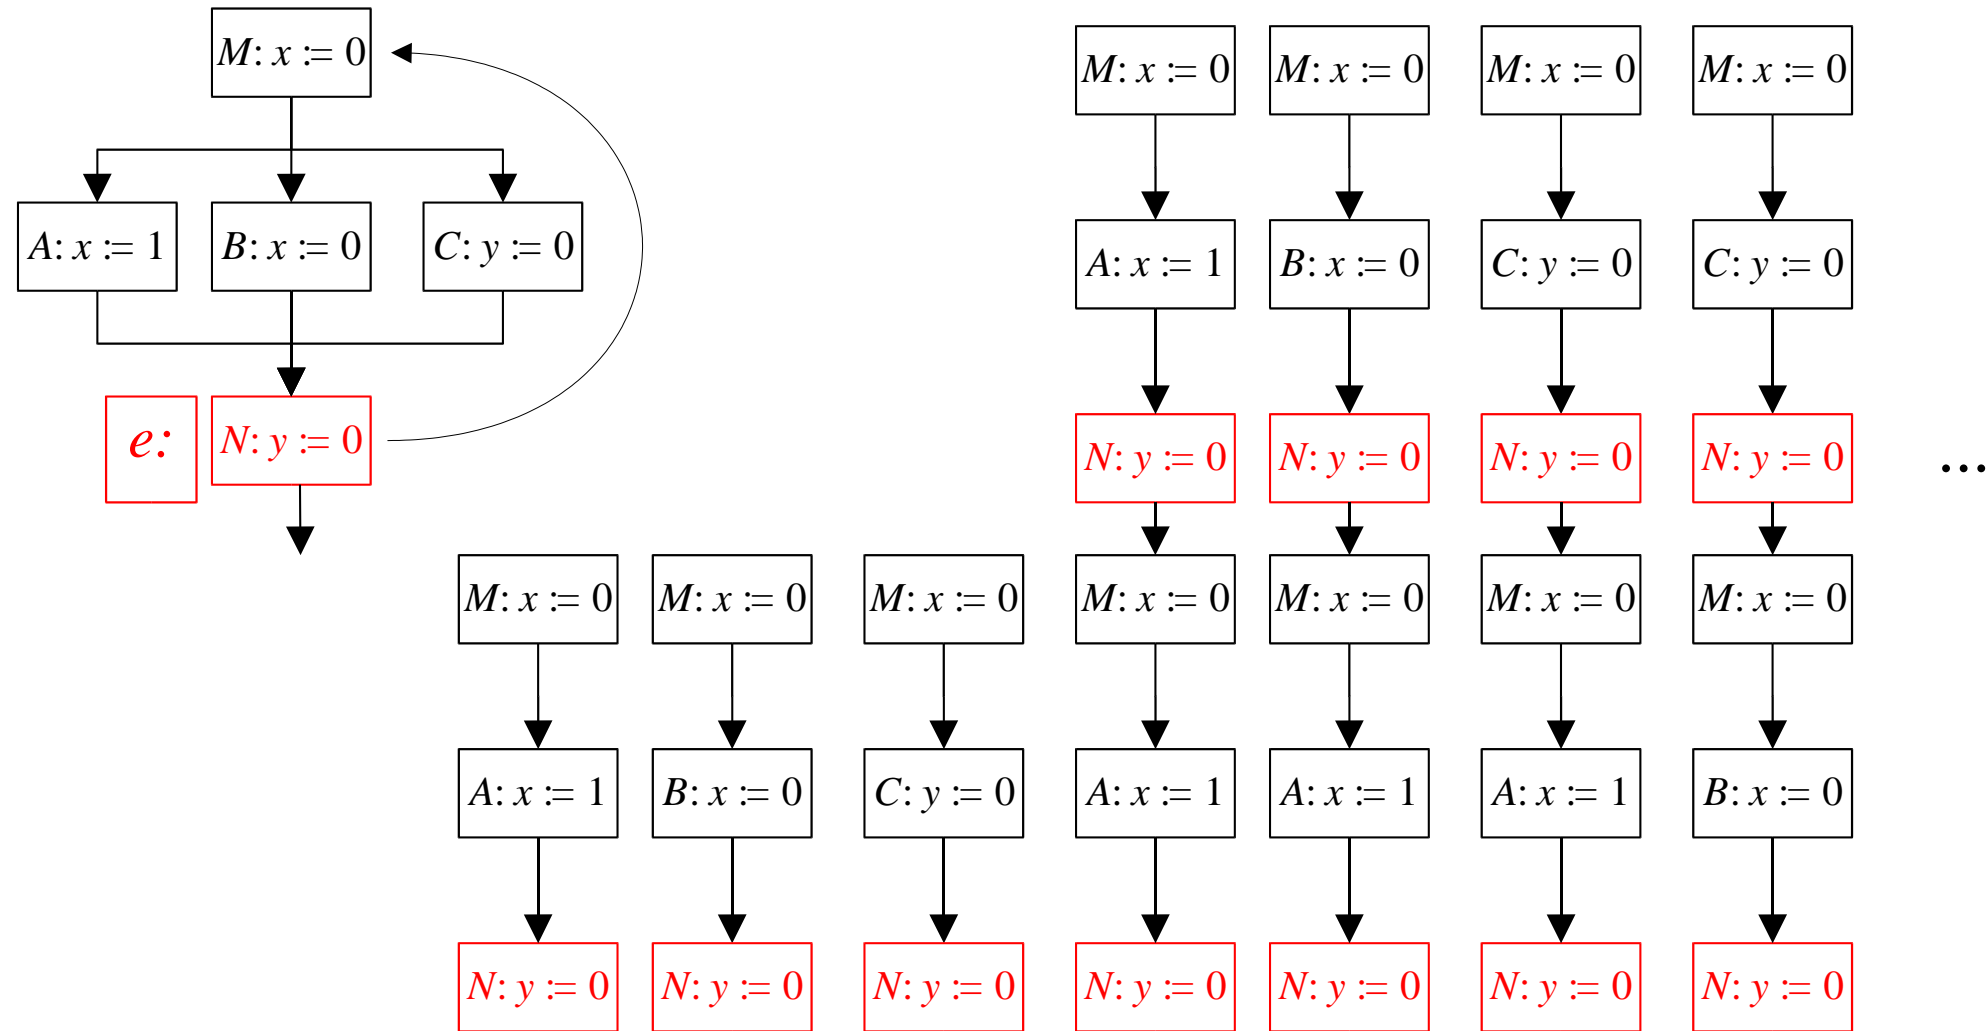 M: x := 0
A: x := 1 B: x := 0 C: y := 0
e: N: y := 0
M: x := 0 M: x := 0 M: x := 0 M: x := 0
A: x := 1 B: x := 0 C: y := 0 C: y := 0
N: y := 0 N: y := 0 N: y := 0 N: y := 0 ...
M: x := 0 M: x := 0 M: x := 0 M: x := 0 M: x := 0 M: x := 0 M: x := 0
A: x := 1 B: x := 0 C: y := 0 A: x := 1 A: x := 1 A: x := 1 B: x := 0
N: y := 0 N: y := 0 N: y := 0 N: y := 0 N: y := 0 N: y := 0 N: y := 0